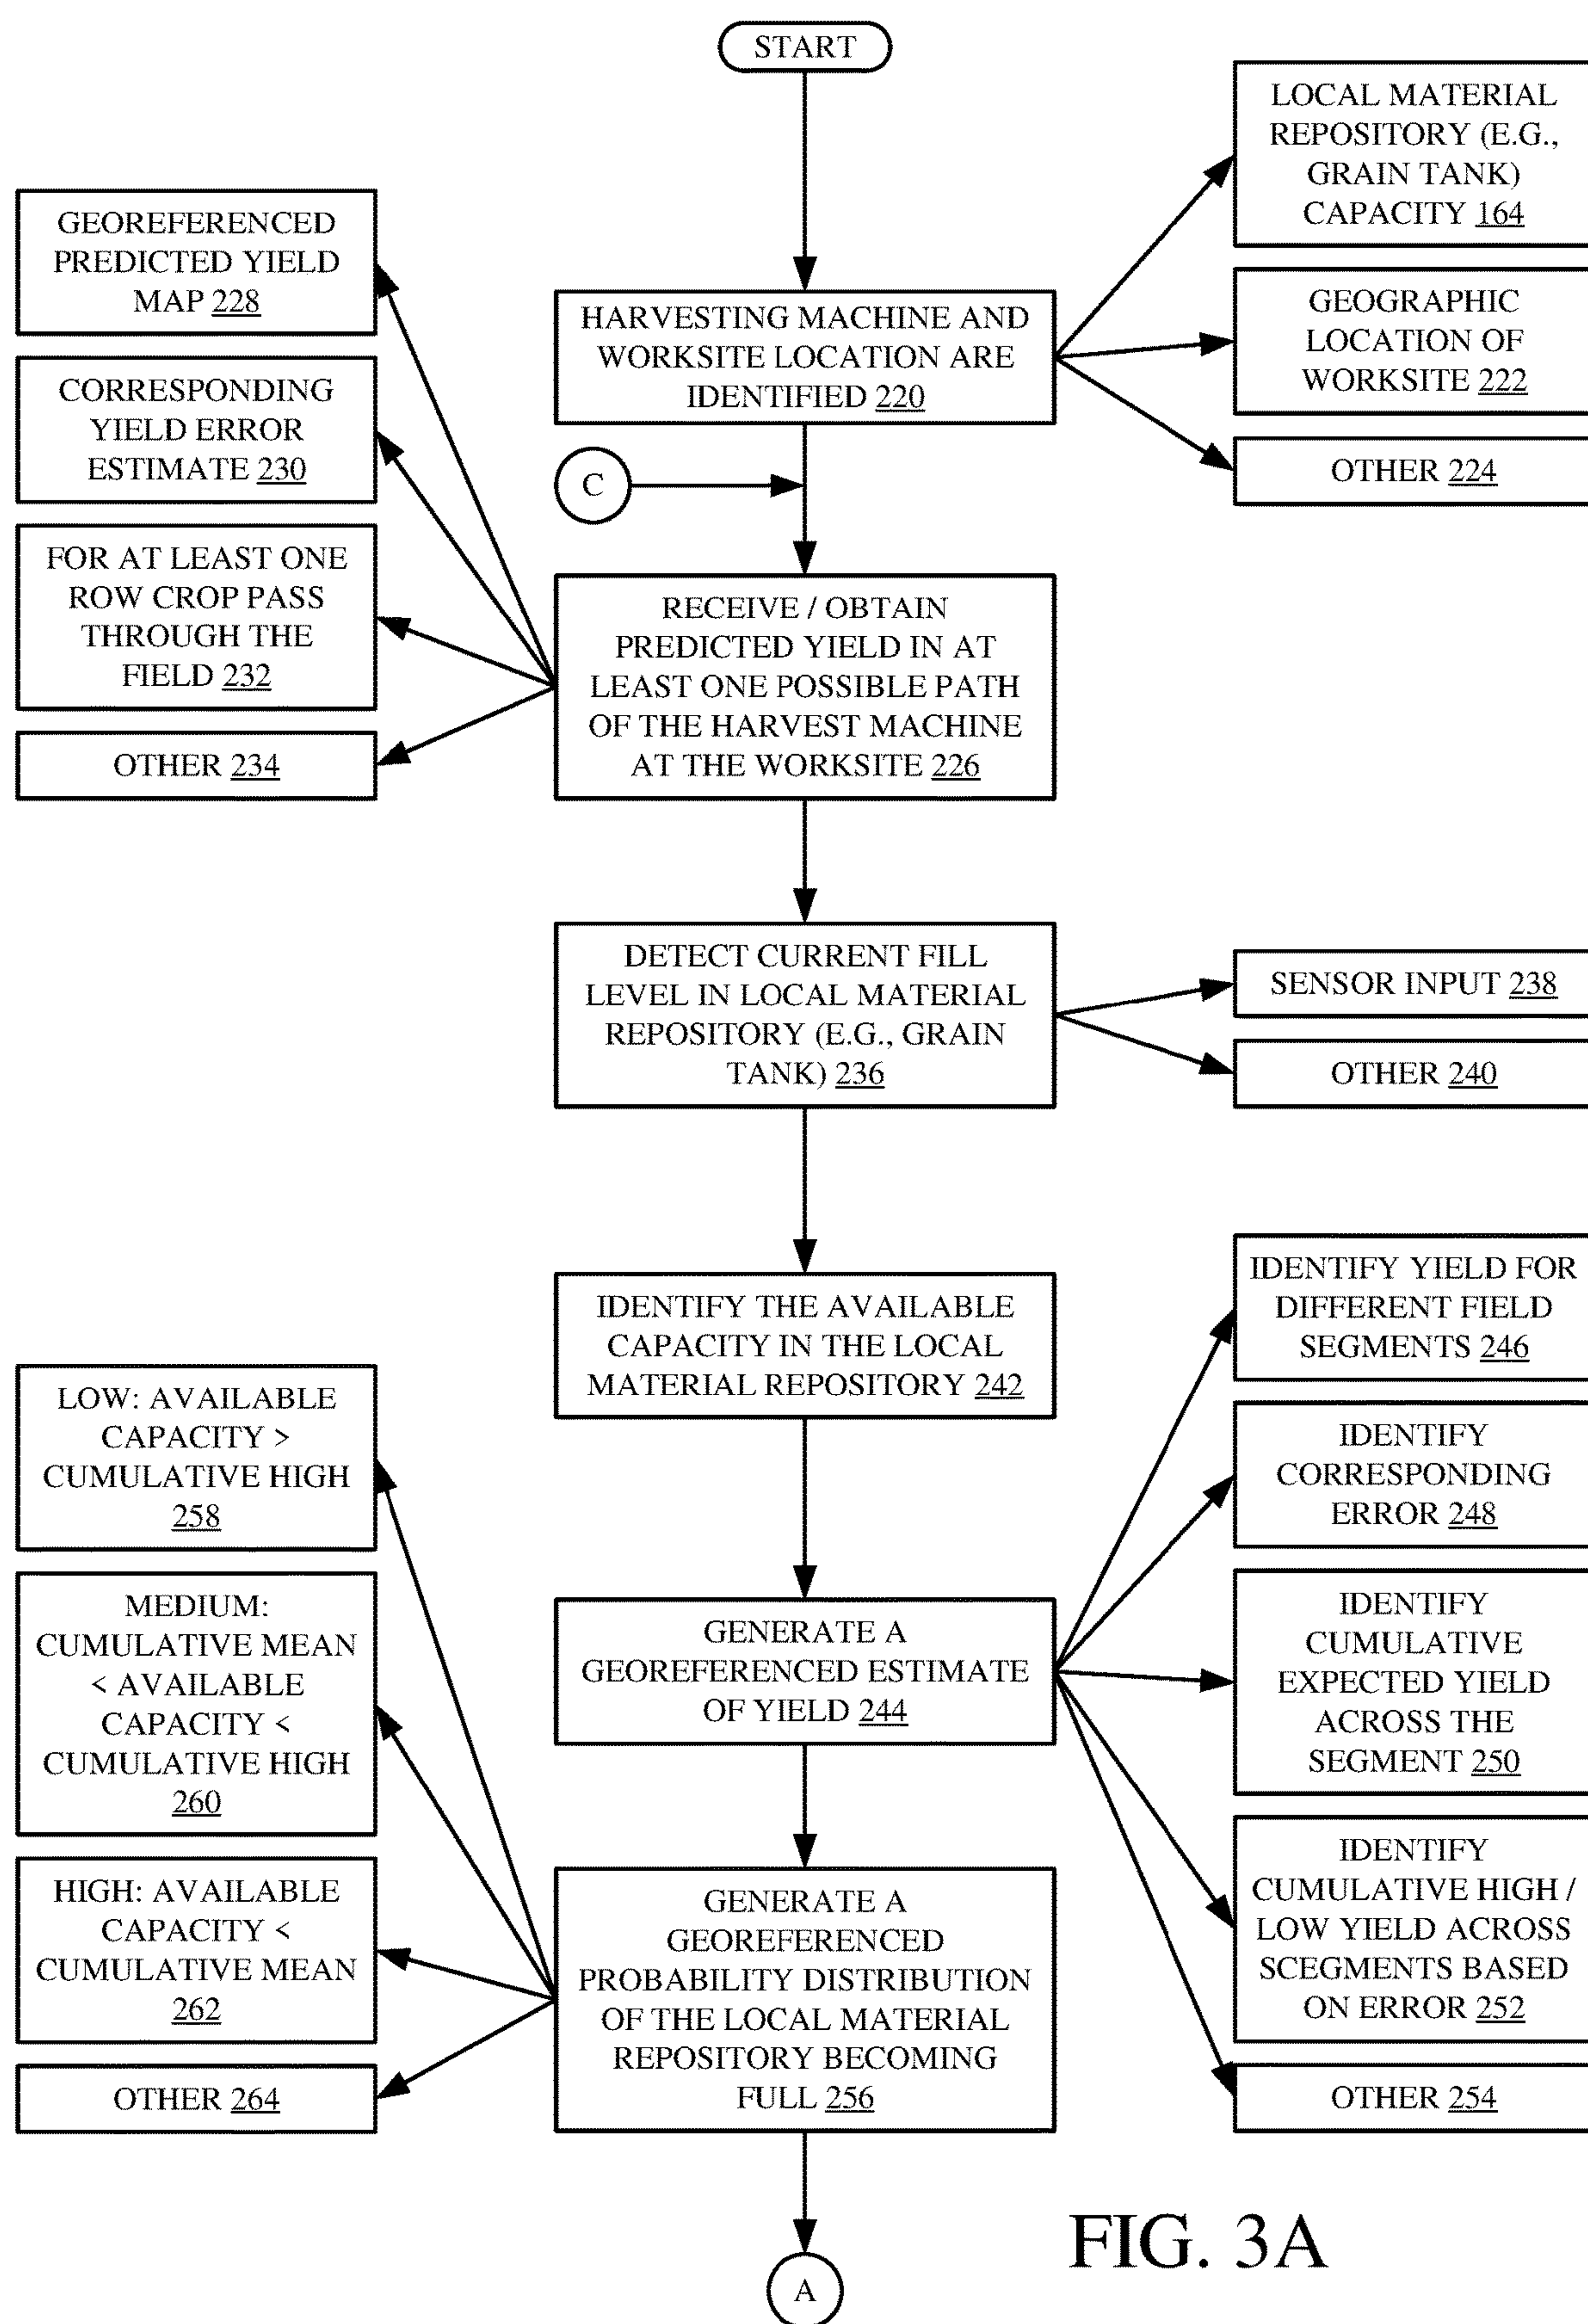 START
LOCAL MATERIAL
REPOSITORY (E.G.,
GRAIN TANK)
CAPACITY 164
GEOREFERENCED
PREDICTED YIELD
MAP 228
HARVESTING MACHINE AND
WORKSITE LOCATION ARE
IDENTIFIED 220
GEOGRAPHIC
LOCATION OF
WORKSITE 222
CORRESPONDING
YIELD ERROR
ESTIMATE 230
OTHER 224
C
FOR AT LEAST ONE
ROW CROP PASS
THROUGH THE
FIELD 232
RECEIVE / OBTAIN
PREDICTED YIELD IN AT
LEAST ONE POSSIBLE PATH
OF THE HARVEST MACHINE
AT THE WORKSITE 226
OTHER 234
DETECT CURRENT FILL
LEVEL IN LOCAL MATERIAL
REPOSITORY (E.G., GRAIN
TANK) 236
SENSOR INPUT 238
OTHER 240
IDENTIFY THE AVAILABLE
CAPACITY IN THE LOCAL
MATERIAL REPOSITORY 242
IDENTIFY YIELD FOR
DIFFERENT FIELD
SEGMENTS 246
LOW: AVAILABLE
CAPACITY >
CUMULATIVE HIGH
258
IDENTIFY
CORRESPONDING
ERROR 248
MEDIUM:
CUMULATIVE MEAN
< AVAILABLE
CAPACITY <
CUMULATIVE HIGH
260
GENERATE A
GEOREFERENCED ESTIMATE
OF YIELD 244
IDENTIFY
CUMULATIVE
EXPECTED YIELD
ACROSS THE
SEGMENT 250
HIGH: AVAILABLE
CAPACITY <
CUMULATIVE MEAN
262
GENERATE A
GEOREFERENCED
PROBABILITY DISTRIBUTION
OF THE LOCAL MATERIAL
REPOSITORY BECOMING
FULL 256
IDENTIFY
CUMULATIVE HIGH /
LOW YIELD ACROSS
SCEGMENTS BASED
ON ERROR 252
OTHER 264
OTHER 254
A
FIG. 3A